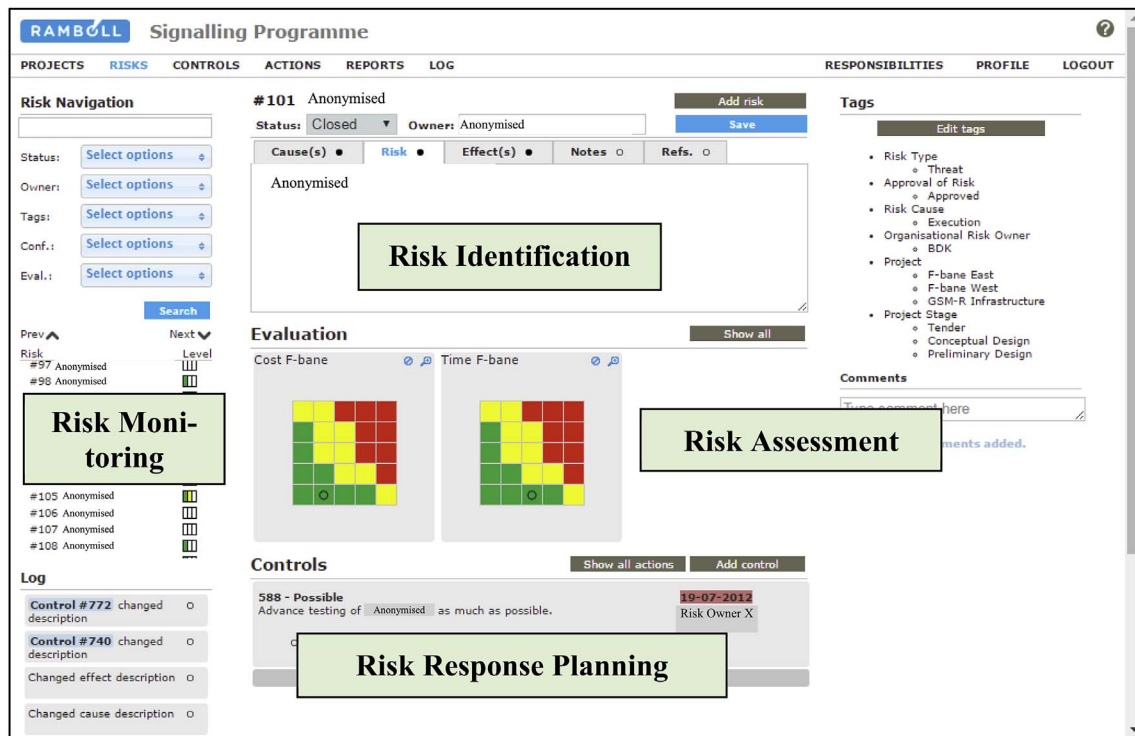 RAMBOLL Signalling Programme
?
PROJECTS RISKS CONTROLS ACTIONS REPORTS LOG RESPONSIBILITIES PROFILE LOGOUT
Risk Navigation
Status: Select options
Owner: Select options
Tags: Select options
Conf.: Select options
Eval.: Select options
Search
Prev Next
Risk Level
#97 Anonymised
#98 Anonymised
Risk Moni-
toring
#105 Anonymised
#106 Anonymised
#107 Anonymised
#108 Anonymised
Log
Control #772 changed
description
Control #740 changed
description
Changed effect description
Changed cause description
#101 Anonymised Add risk
Status: Closed Owner: Anonymised Save
Cause(s) Risk Effect(s) Notes Refs.
Anonymised
Risk Identification
Evaluation Show all
Cost F-bane Time F-bane
Risk Assessment
Controls Show all actions Add control
588 - Possible 19-07-2012
Advance testing of Anonymised as much as possible. Risk Owner X
Risk Response Planning
Tags
Edit tags
• Risk Type
Threat
• Approval of Risk
Approved
• Risk Cause
Execution
• Organisational Risk Owner
BDK
• Project
F-bane East
F-bane West
GSM-R Infrastructure
• Project Stage
Tender
Conceptual Design
Preliminary Design
Comments
Type comment here
ments added.